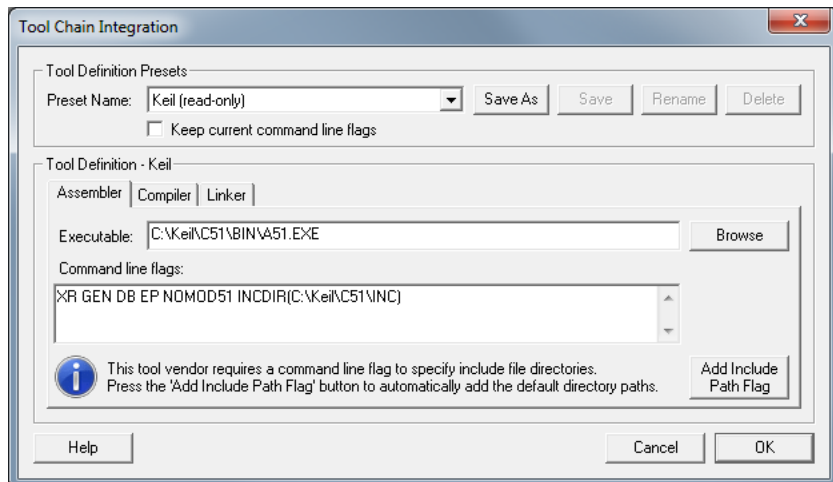 Tool Chain Integration
Tool Definition Presets
Preset Name: Keil (read-only) Save As Save Rename Delete
Keep current command line flags
Tool Definition - Keil
Assembler Compiler Linker
Executable: C:\Keil\C51\BIN\A51.EXE Browse
Command line flags:
XR GEN DB EP NOMOD51 INCDIR(C:\Keil\C51\INC)
This tool vendor requires a command line flag to specify include file directories.
Press the 'Add Include Path Flag' button to automatically add the default directory paths.
Add Include
Path Flag
Help Cancel OK